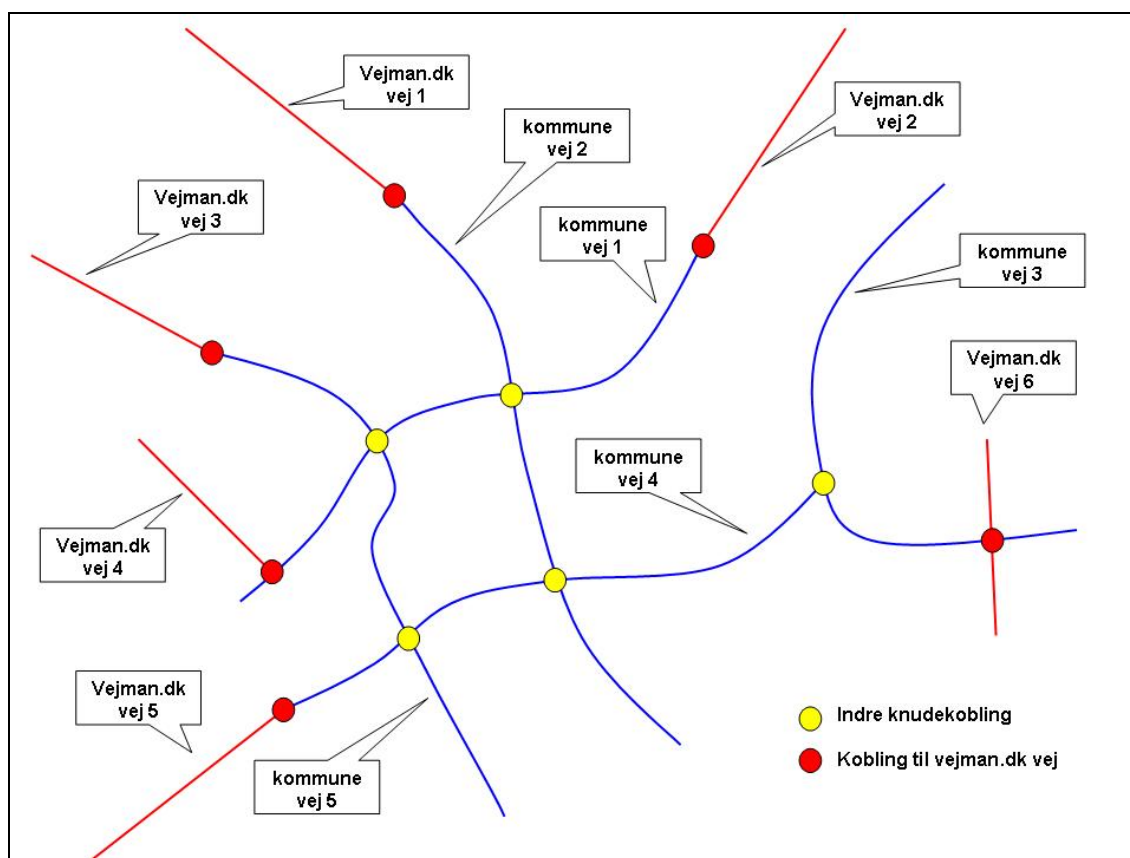 Vejman.dk
vej 1
Vejman.dk
vej 2
kommune
vej 2
Vejman.dk
vej 3
kommune
vej 1
kommune
vej 3
Vejman.dk
vej 6
kommune
vej 4
Vejman.dk
vej 4
Vejman.dk
vej 5
kommune
vej 5
Indre knudekobling
Kobling til vejman.dk vej